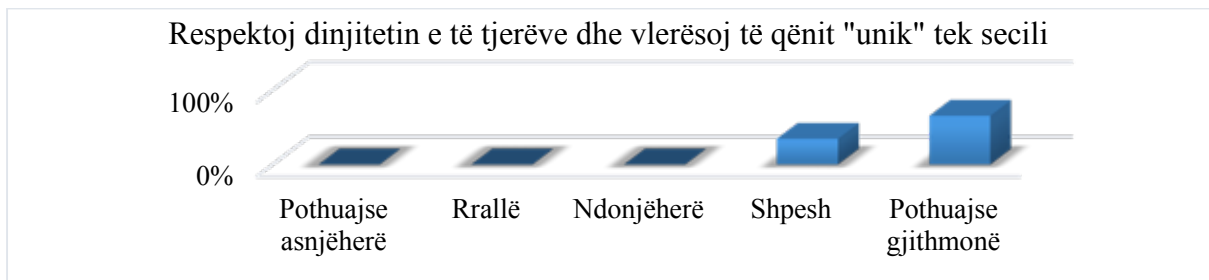 Respektoj dinjitetin e të tjerëve dhe vlerësoj të qënit "unik" tek secili
100%
0%
Pothuajse asnjëherë
Rrallë
Ndonjëherë
Shpesh
Pothuajse gjithmonë